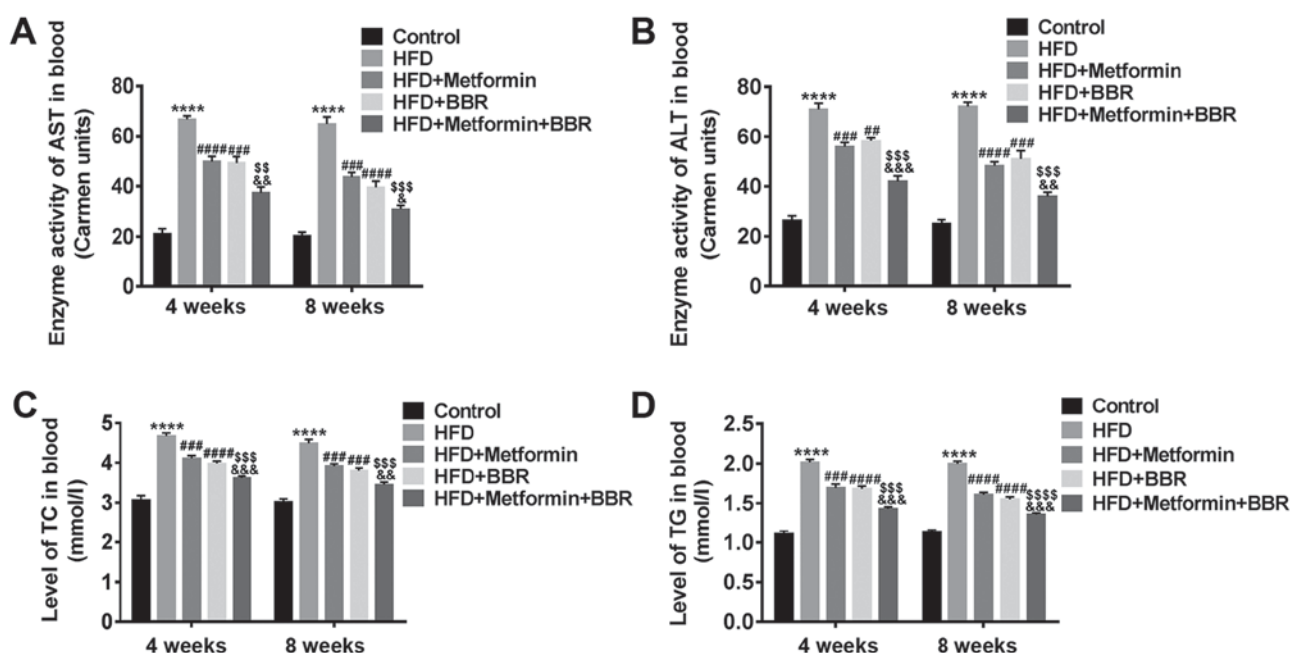 A
Control
HFD
HFD+Metformin
HFD+BBR
HFD+Metformin+BBR
Enzyme activity of AST in blood
(Carmen units)
80
60
40
20
0
****
####
###
$$
&&
****
###
####
$$$
&
4 weeks
8 weeks
B
Control
HFD
HFD+Metformin
HFD+BBR
HFD+Metformin+BBR
Enzyme activity of ALT in blood
(Carmen units)
80
60
40
20
0
****
###
##
$$$
&&&
****
####
###
$$$
&&
4 weeks
8 weeks
C
Control
HFD
HFD+Metformin
HFD+BBR
HFD+Metformin+BBR
Level of TC in blood
(mmol/l)
5
4
3
2
1
0
****
###
####
$$$
&&&
****
###
###
$$$
&&
4 weeks
8 weeks
D
Control
HFD
HFD+Metformin
HFD+BBR
HFD+Metformin+BBR
Level of TG in blood
(mmol/l)
2.5
2.0
1.5
1.0
0.5
0.0
****
###
####
$$$
&&&
****
####
####
$$$$
&&&
4 weeks
8 weeks